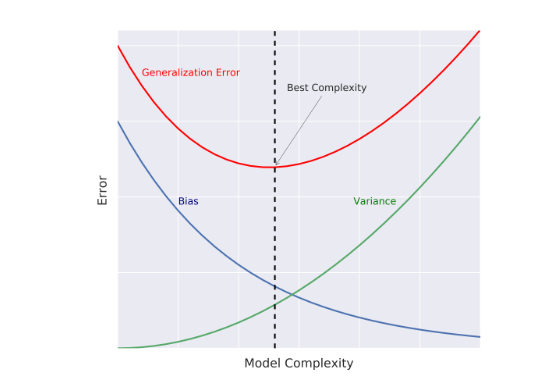 Generalization Error
Best Complexity
Bias
Variance
Error
Model Complexity